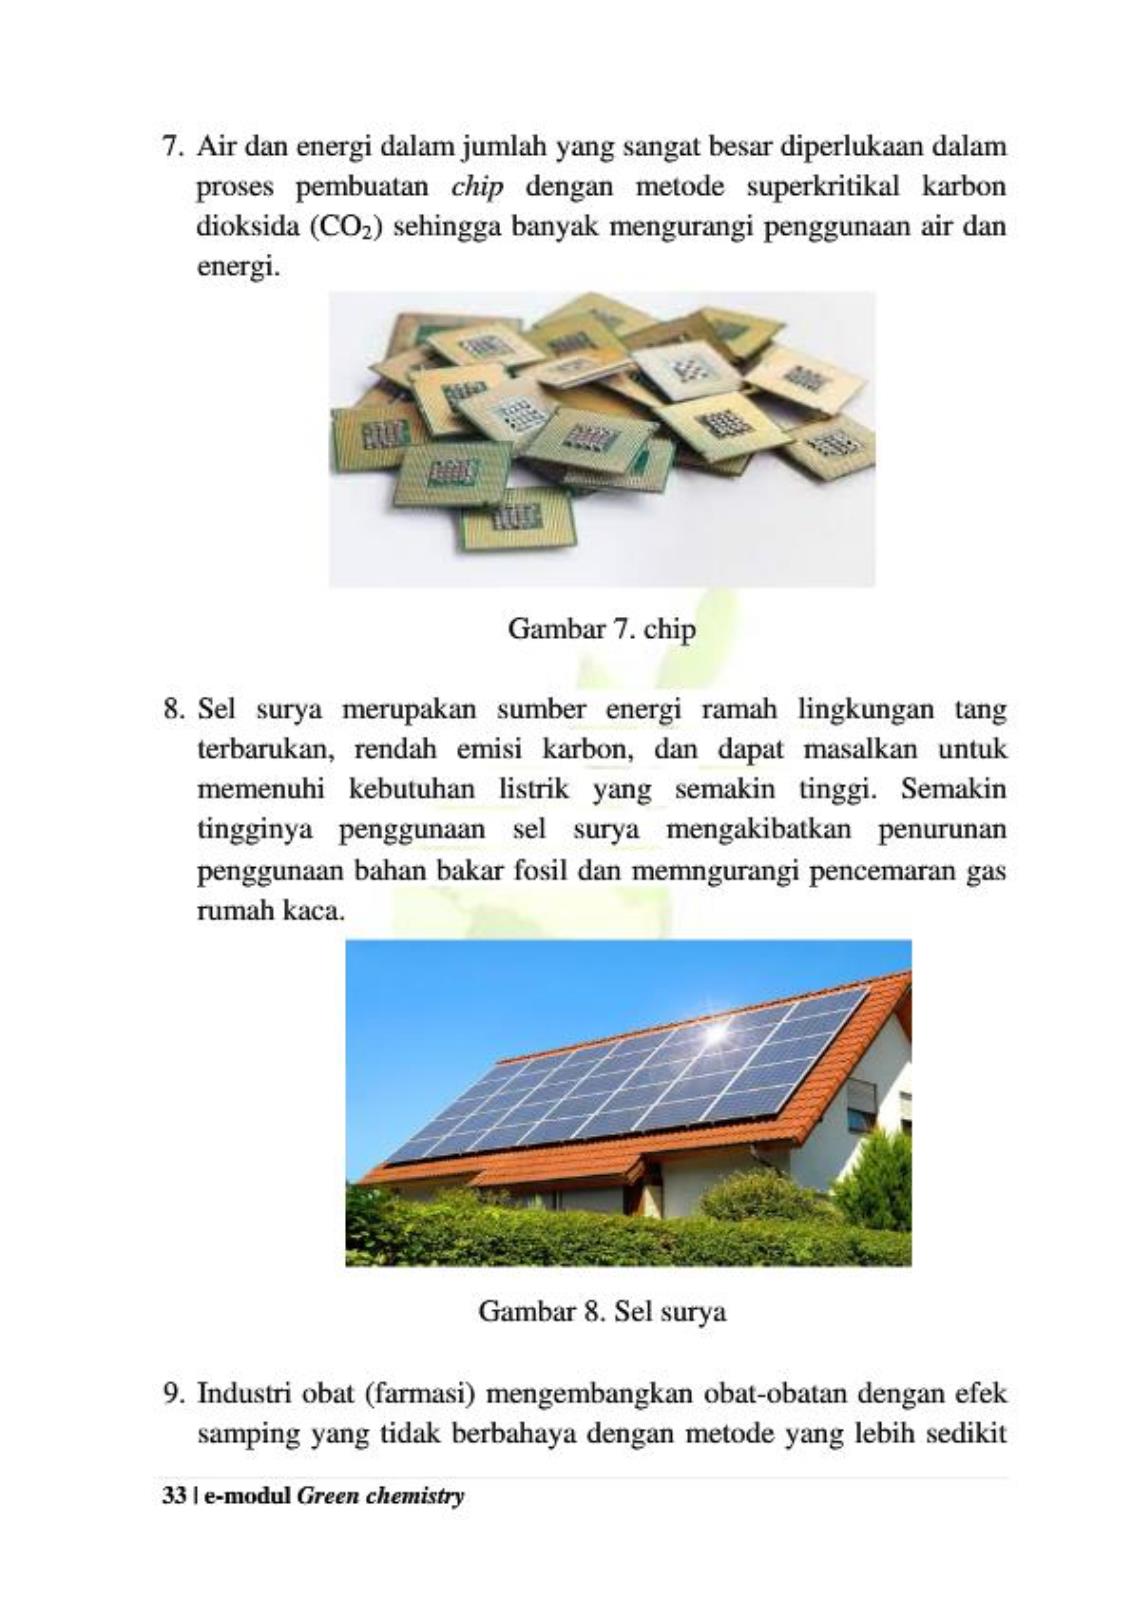 7. Air dan energi dalam jumlah yang sangat besar diperlukaan dalam
proses pembuatan chip dengan metode superkritikal karbon
dioksida (CO₂) sehingga banyak mengurangi penggunaan air dan
energi.
Gambar 7. chip
8. Sel surya merupakan sumber energi ramah lingkungan tang
terbarukan, rendah emisi karbon, dan dapat masalkan untuk
memenuhi kebutuhan listrik yang semakin tinggi. Semakin
tingginya penggunaan sel surya mengakibatkan penurunan
penggunaan bahan bakar fosil dan memngurangi pencemaran gas
rumah kaca.
Gambar 8. Sel surya
9. Industri obat (farmasi) mengembangkan obat-obatan dengan efek
samping yang tidak berbahaya dengan metode yang lebih sedikit
33 | e-modul Green chemistry